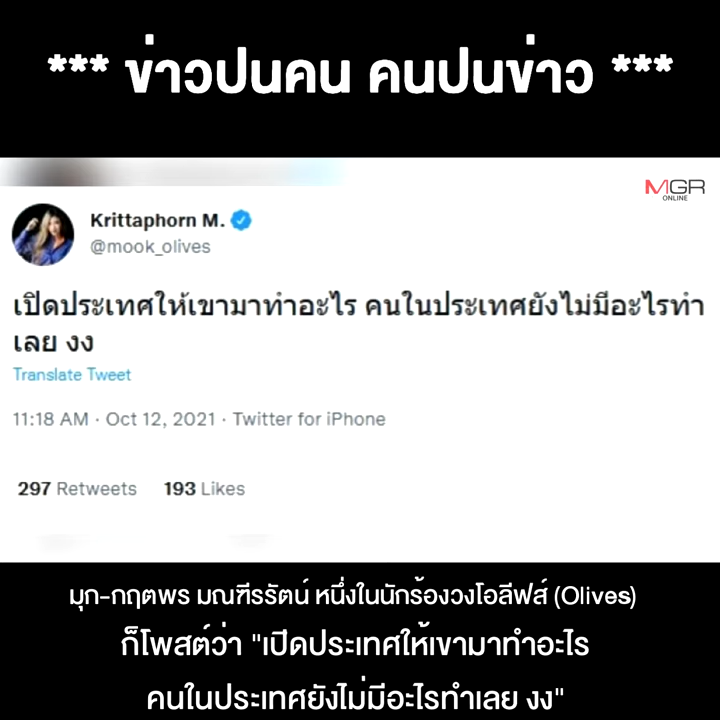 *** ข่าวปนคน คนปนข่าว ***
MGR
ONLINE
Krittaphorn M.
@mook_olives
เปิดประเทศให้เขามาทำอะไร คนในประเทศยังไม่มีอะไรทำ
เลย งง
Translate Tweet
11:18 AM · Oct 12, 2021 · Twitter for iPhone
297 Retweets 193 Likes
มุก-กฤตพร มณฑีรรัตน์ หนึ่งในนักร้องวงโอลีฟส์ (Olives)
ก็โพสต์ว่า "เปิดประเทศให้เขามาทำอะไร
คนในประเทศยังไม่มีอะไรทำเลย งง"